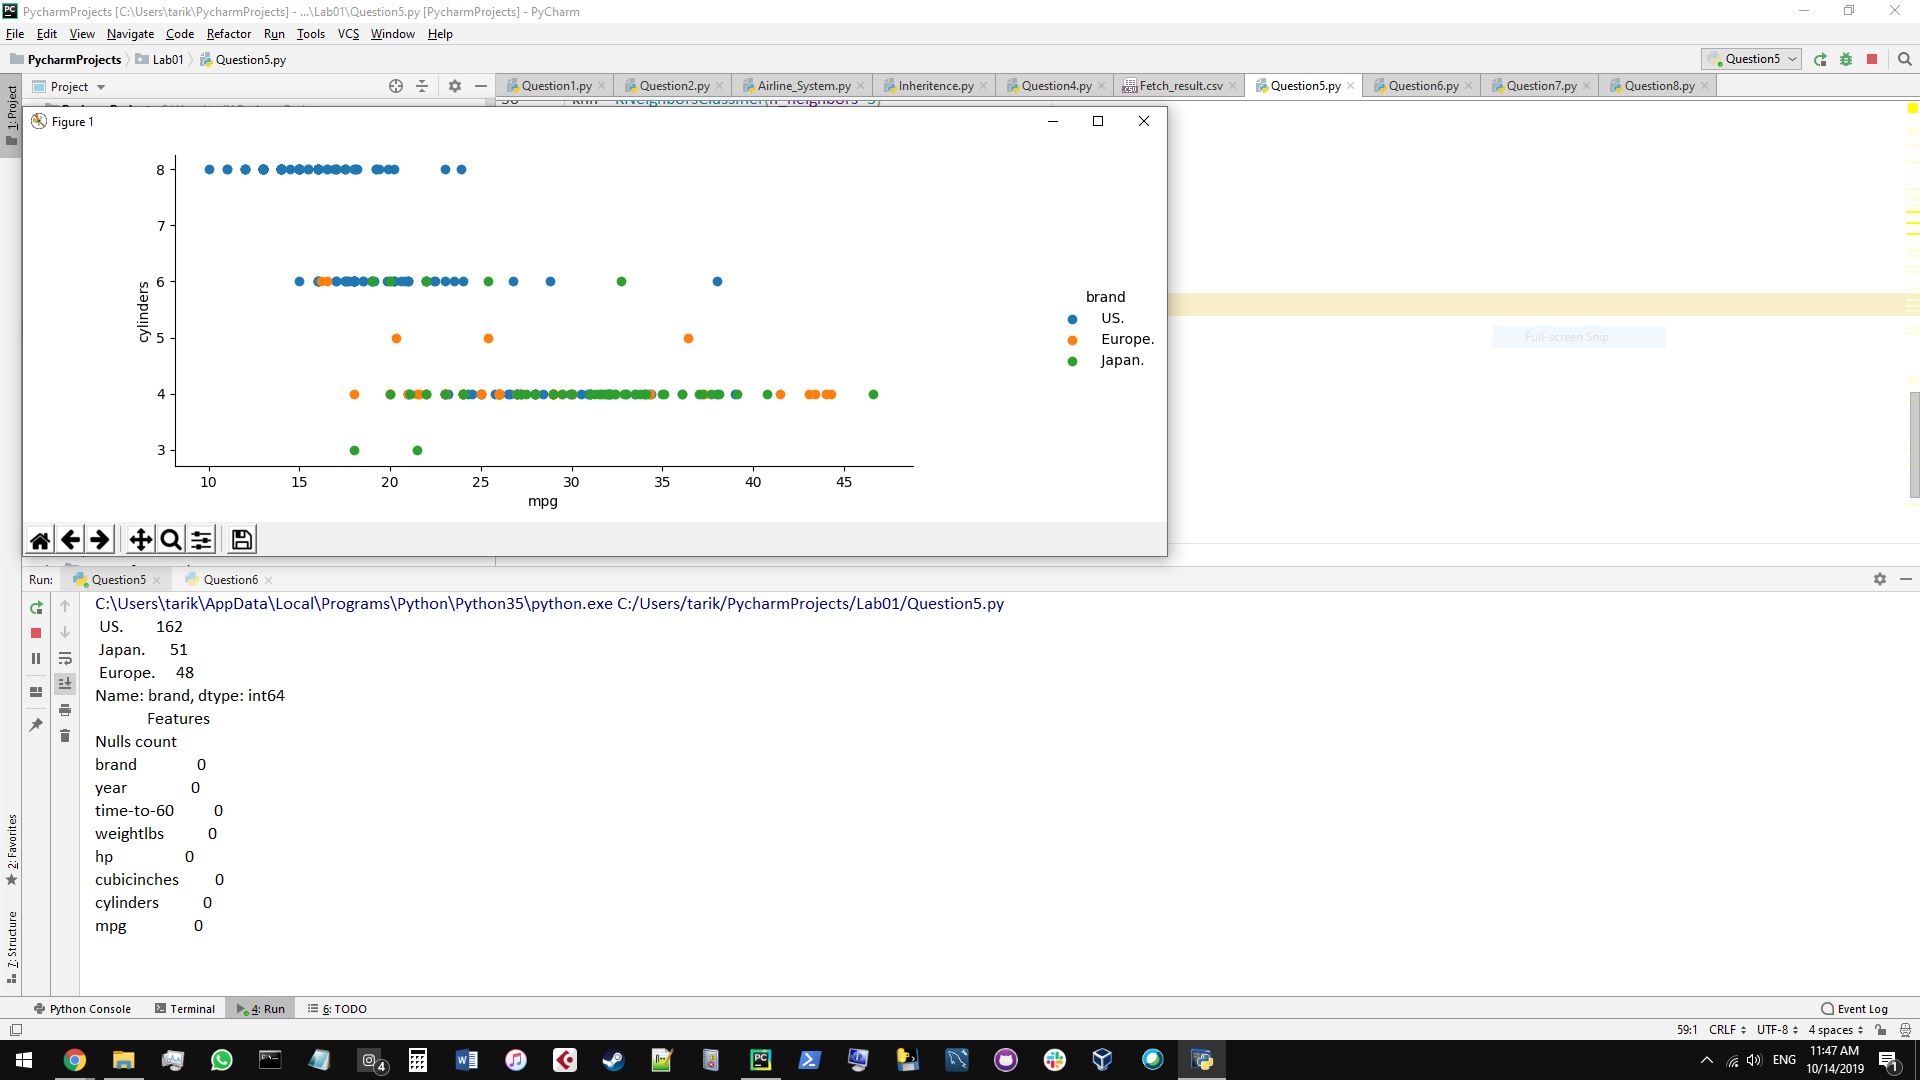 PycharmProjects [C:\Users\tarik\PycharmProjects] - ...\Lab01\Question5.py [PycharmProjects] - PyCharm
File Edit View Navigate Code Refactor Run Tools VCS Window Help
PycharmProjects Lab01 Question5.py Question5
1: Project
Project
Question1.py Question2.py Airline_System.py Inheritence.py Question4.py Fetch_result.csv Question5.py Question6.py Question7.py Question8.py
Figure 1
8
7
6
5
4
3
cylinders
10 15 20 25 30 35 40 45
mpg
brand
US.
Europe.
Japan.
Full-screen Snip
Run: Question5 Question6
C:\Users\tarik\AppData\Local\Programs\Python\Python35\python.exe C:/Users/tarik/PycharmProjects/Lab01/Question5.py
US. 162
Japan. 51
Europe. 48
Name: brand, dtype: int64
Features
Nulls count
brand 0
year 0
time-to-60 0
weightlbs 0
hp 0
cubicinches 0
cylinders 0
mpg 0
2: Favorites
7: Structure
Python Console Terminal 4: Run 6: TODO Event Log
59:1 CRLF UTF-8 4 spaces
4
ENG
11:47 AM
10/14/2019
1